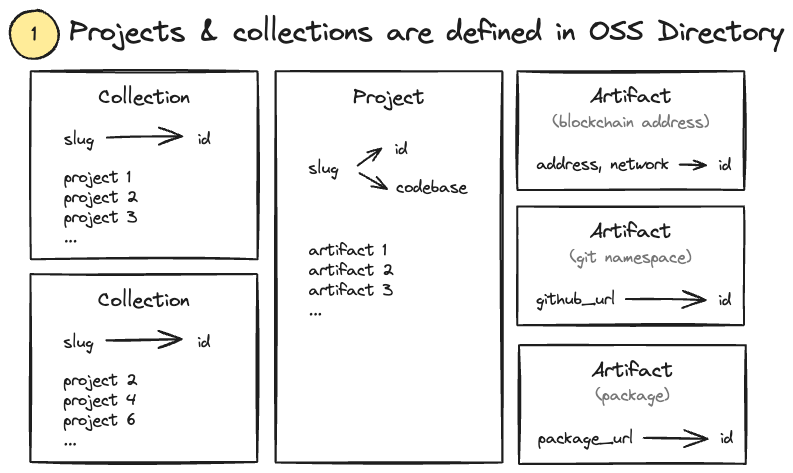 1 Projects & collections are defined in OSS Directory
Collection
slug id
project 1
project 2
project 3
...
Collection
slug id
project 2
project 4
project 6
...
Project
slug
id
codebase
artifact 1
artifact 2
artifact 3
...
Artifact
(blockchain address)
address, network id
Artifact
(git namespace)
github_url id
Artifact
(package)
package_url id